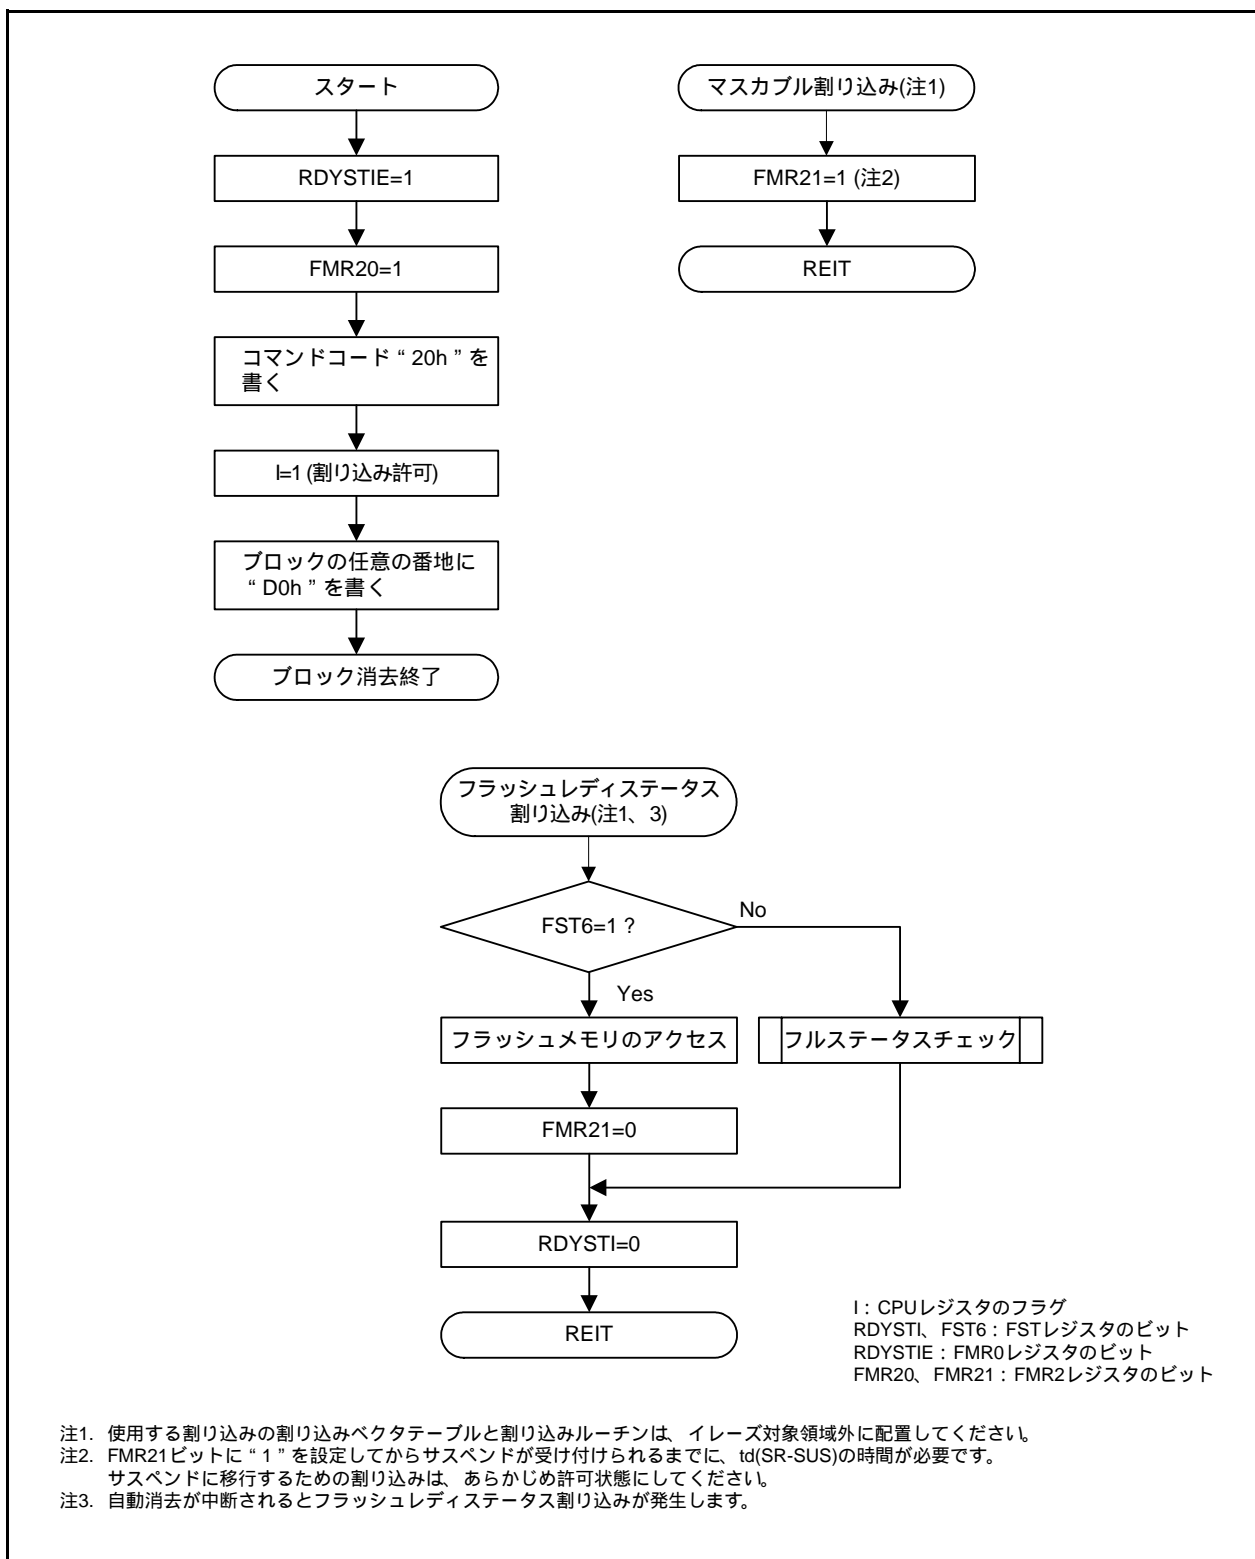 スタート
RDYSTIE=1
FMR20=1
コマンドコード“20h”を
書く
I=1 (割り込み許可)
ブロックの任意の番地に
“D0h”を書く
ブロック消去終了
マスカブル割り込み(注1)
FMR21=1 (注2)
REIT
フラッシュレディステータス
割り込み(注1、3)
FST6=1 ?
No
Yes
フラッシュメモリのアクセス
フルステータスチェック
FMR21=0
RDYSTI=0
REIT
I : CPUレジスタのフラグ
RDYSTI、FST6 : FSTレジスタのビット
RDYSTIE : FMR0レジスタのビット
FMR20、FMR21 : FMR2レジスタのビット
注1. 使用する割り込みの割り込みベクタテーブルと割り込みルーチンは、イレーズ対象領域外に配置してください。
注2. FMR21ビットに“1”を設定してからサスペンドが受け付けられるまでに、td(SR-SUS)の時間が必要です。
サスペンドに移行するための割り込みは、あらかじめ許可状態にしてください。
注3. 自動消去が中断されるとフラッシュレディステータス割り込みが発生します。